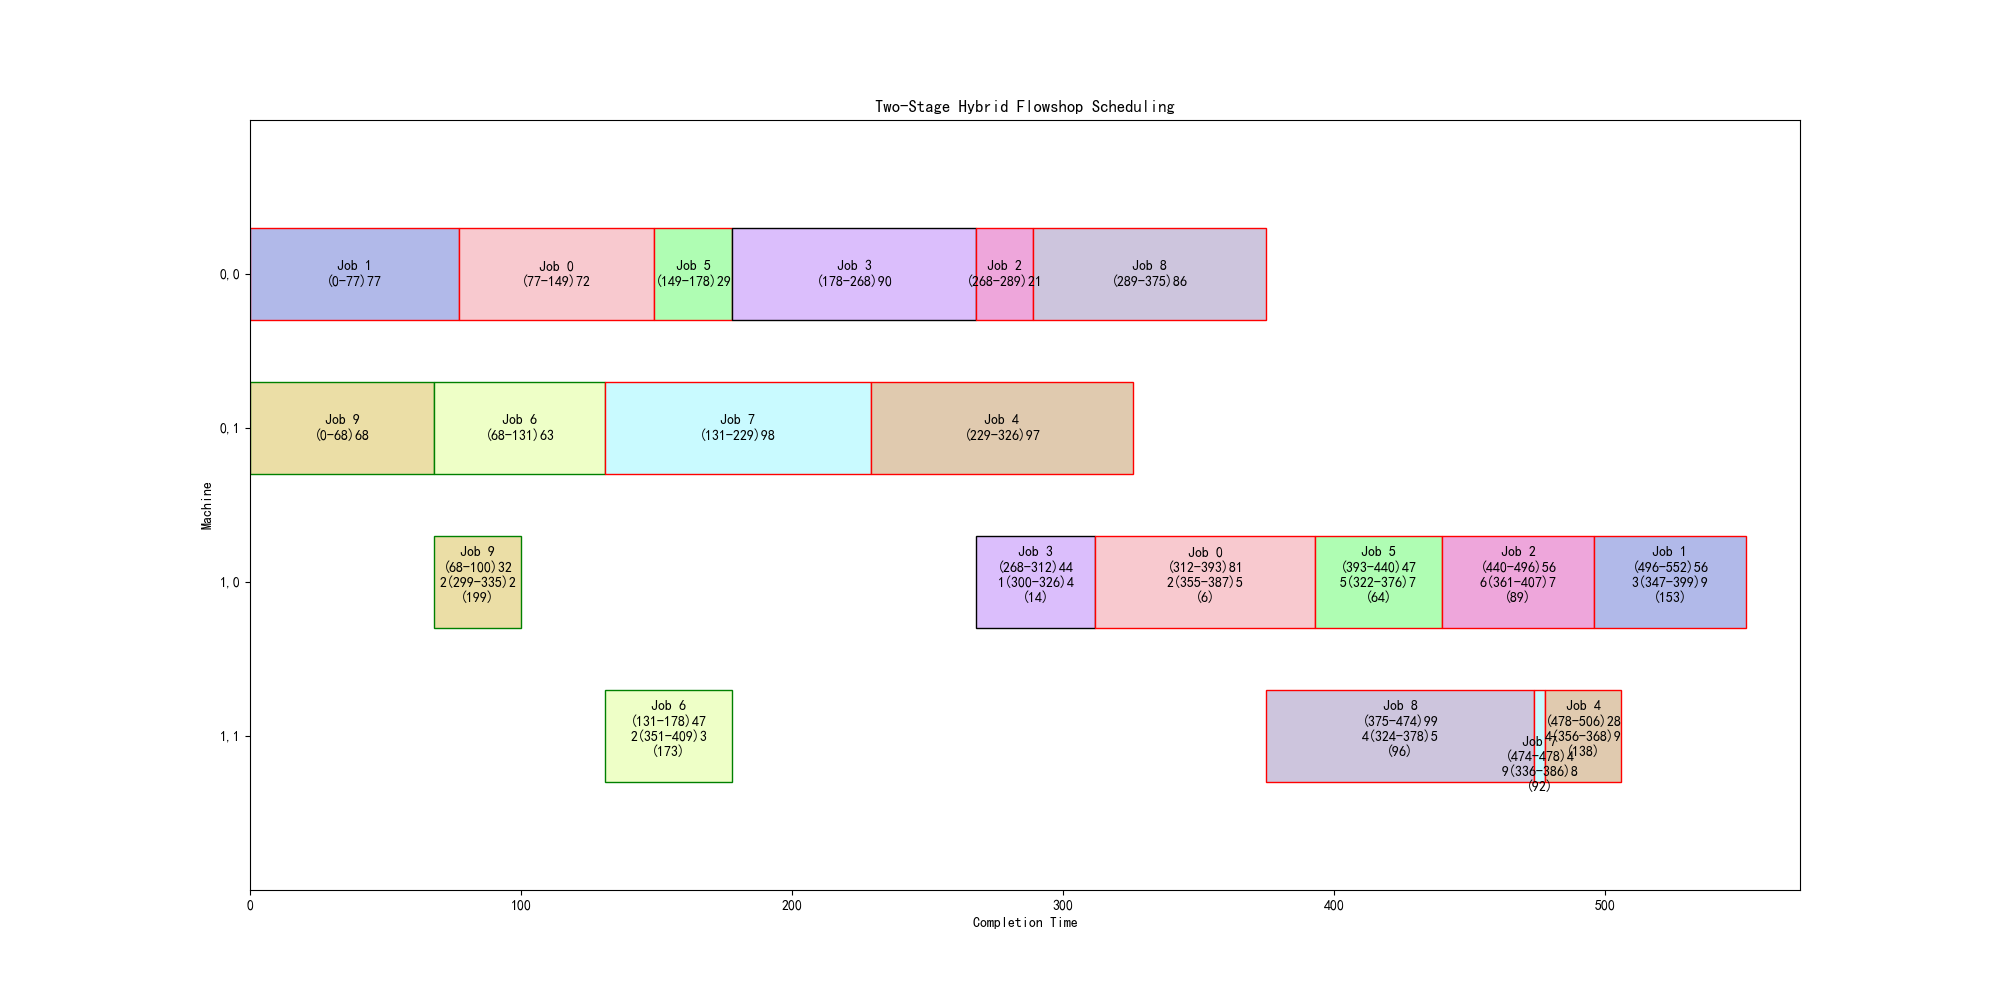 Two-Stage Hybrid Flowshop Scheduling
0,0
Job 1
(0-77)77
Job 0
(77-149)72
Job 5
(149-178)29
Job 3
(178-268)90
Job 2
(268-289)21
Job 8
(289-375)86
0,1
Job 9
(0-68)68
Job 6
(68-131)63
Job 7
(131-229)98
Job 4
(229-326)97
Machine
1,0
Job 9
(68-100)32
2(299-335)2
(199)
Job 3
(268-312)44
1(300-326)4
(14)
Job 0
(312-393)81
2(355-387)5
(6)
Job 5
(393-440)47
5(322-376)7
(64)
Job 2
(440-496)56
6(361-407)7
(89)
Job 1
(496-552)56
3(347-399)9
(153)
1,1
Job 6
(131-178)47
2(351-409)3
(173)
Job 8
(375-474)99
4(324-378)5
(96)
Job 7
(474-478)4
9(336-386)8
(92)
Job 4
(478-506)28
4(356-368)9
(138)
0
100
200
300
400
500
Completion Time